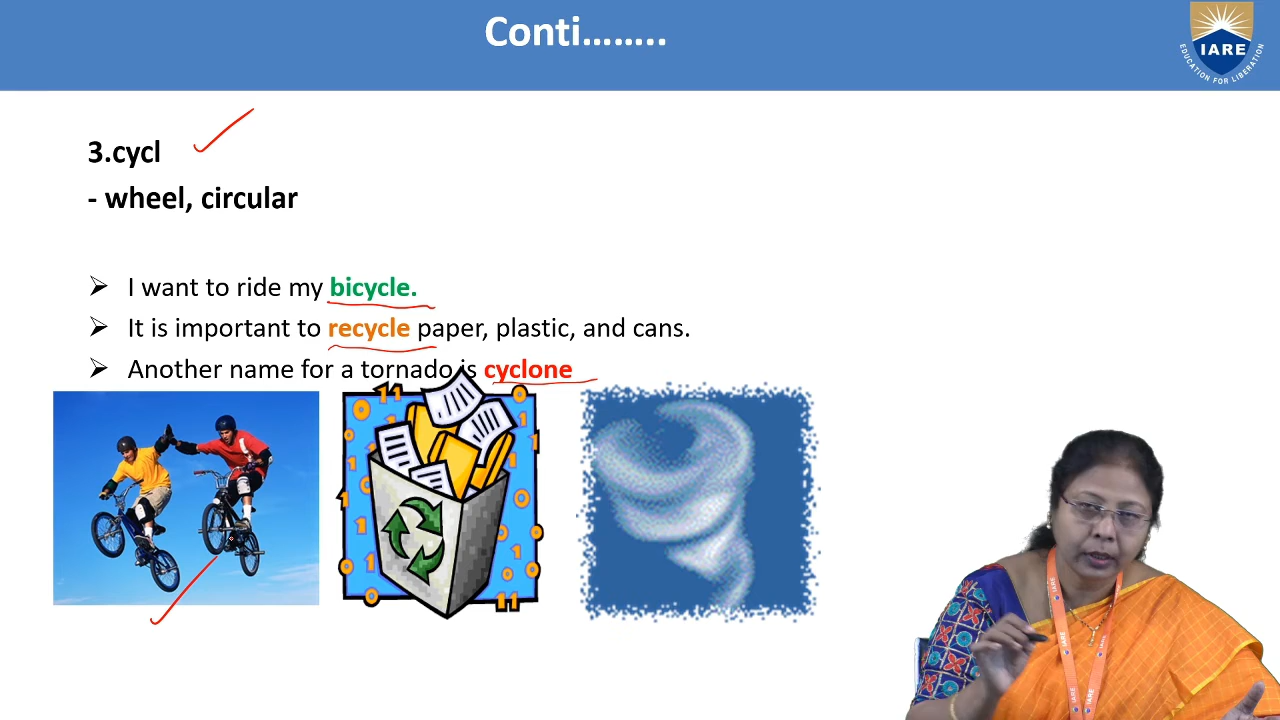 Conti……..
IARE
EDUCATION FOR LIBERATION
3.cycl
- wheel, circular
➢ I want to ride my bicycle.
➢ It is important to recycle paper, plastic, and cans.
➢ Another name for a tornado is cyclone